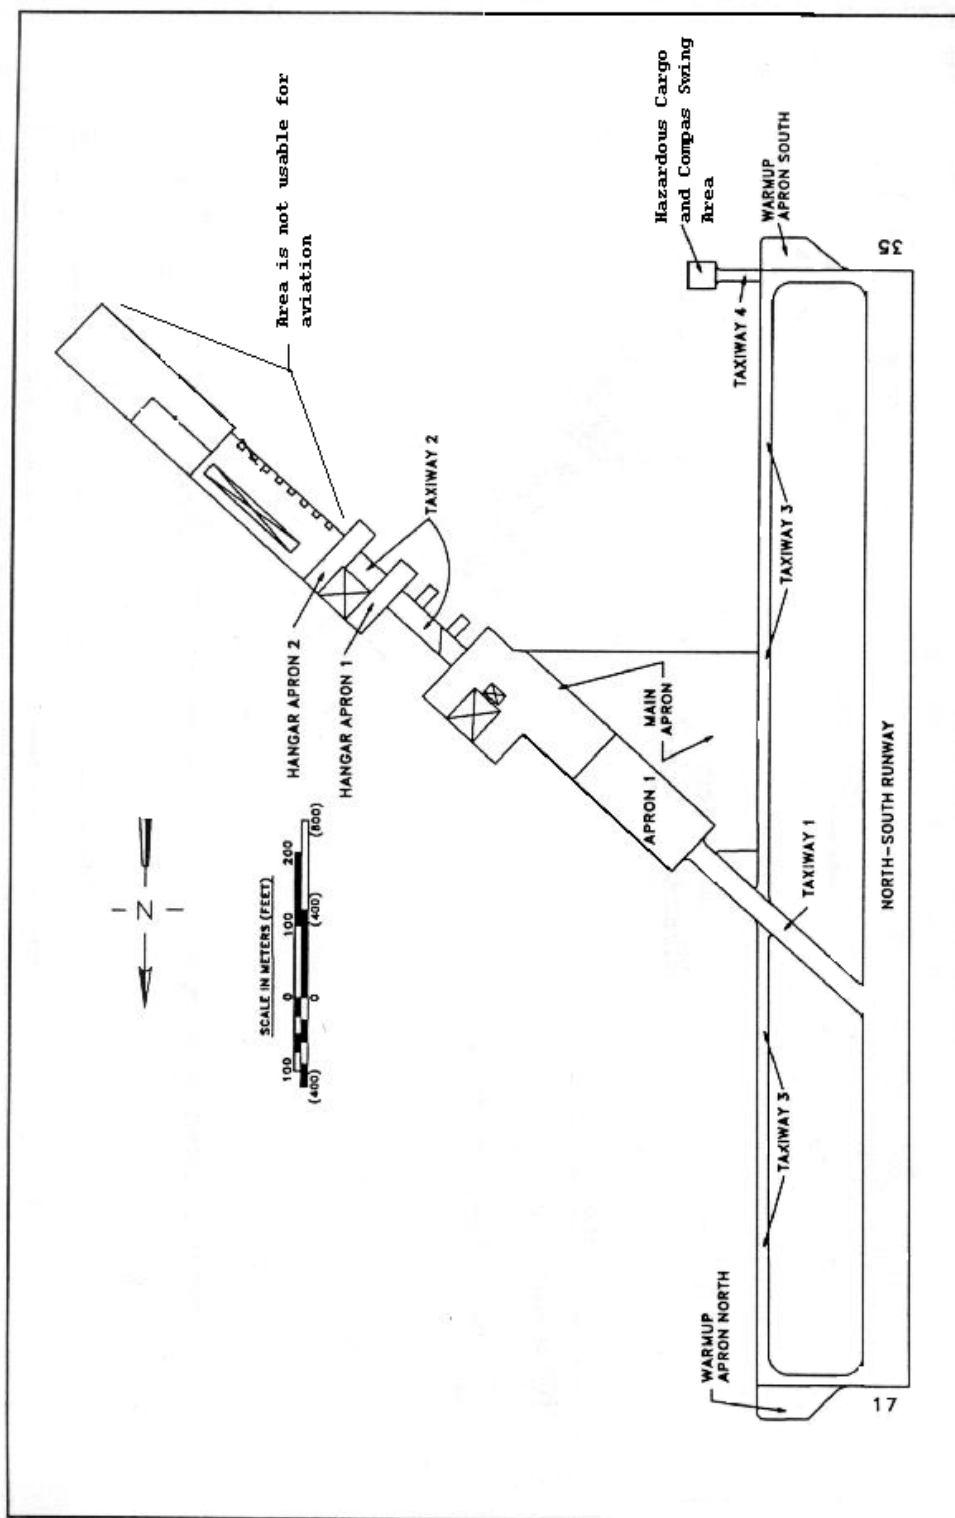 Area is not usable for
aviation
Hazardous Cargo
and Compas Swing
Area
WARMUP
APRON SOUTH
35
TAXIWAY 4
TAXIWAY 2
TAXIWAY 3
HANGAR APRON 2
HANGAR APRON 1
MAIN
APRON
APRON 1
TAXIWAY 1
NORTH-SOUTH RUNWAY
N
SCALE IN METERS (FEET)
100 0 100 200
(400) 0 (400) (800)
TAXIWAY 3
WARMUP
APRON NORTH
17